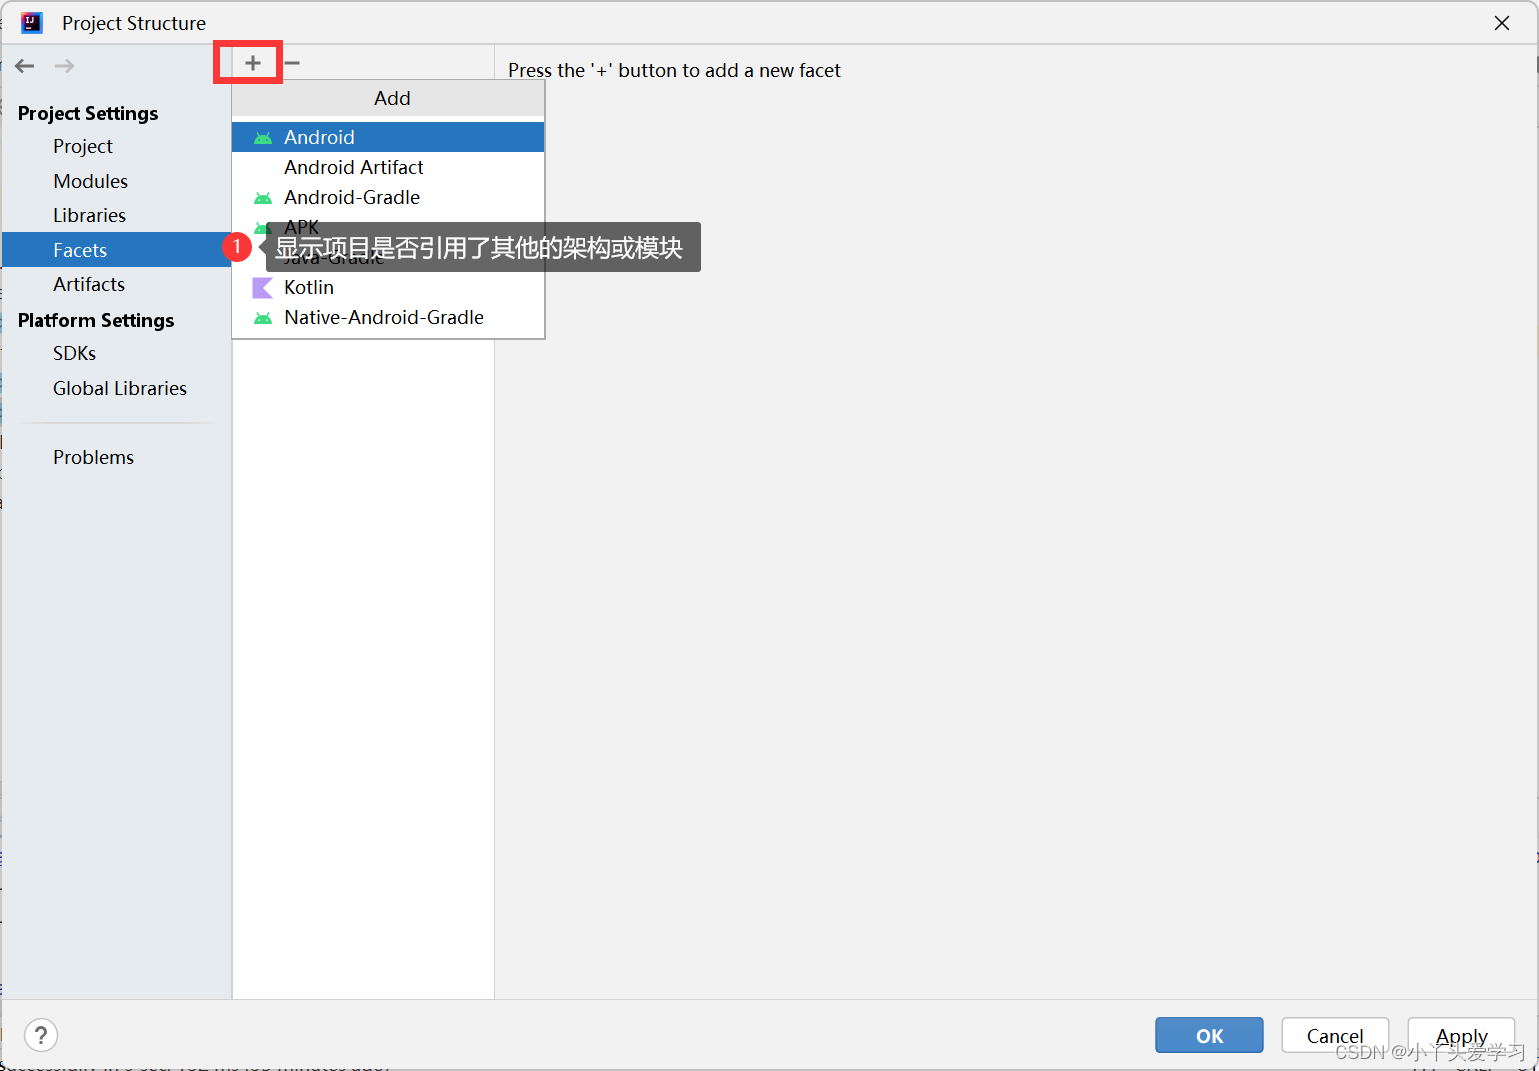 Project Structure
Press the '+' button to add a new facet
Project Settings
Project
Modules
Libraries
Facets
Artifacts
Platform Settings
SDKs
Global Libraries
Problems
Add
Android
Android Artifact
Android-Gradle
APK
1 显示项目是否引用了其他的架构或模块
Java-Gradle
Kotlin
Native-Android-Gradle
?
OK
Cancel
Apply
CSDN @小丫头爱学习